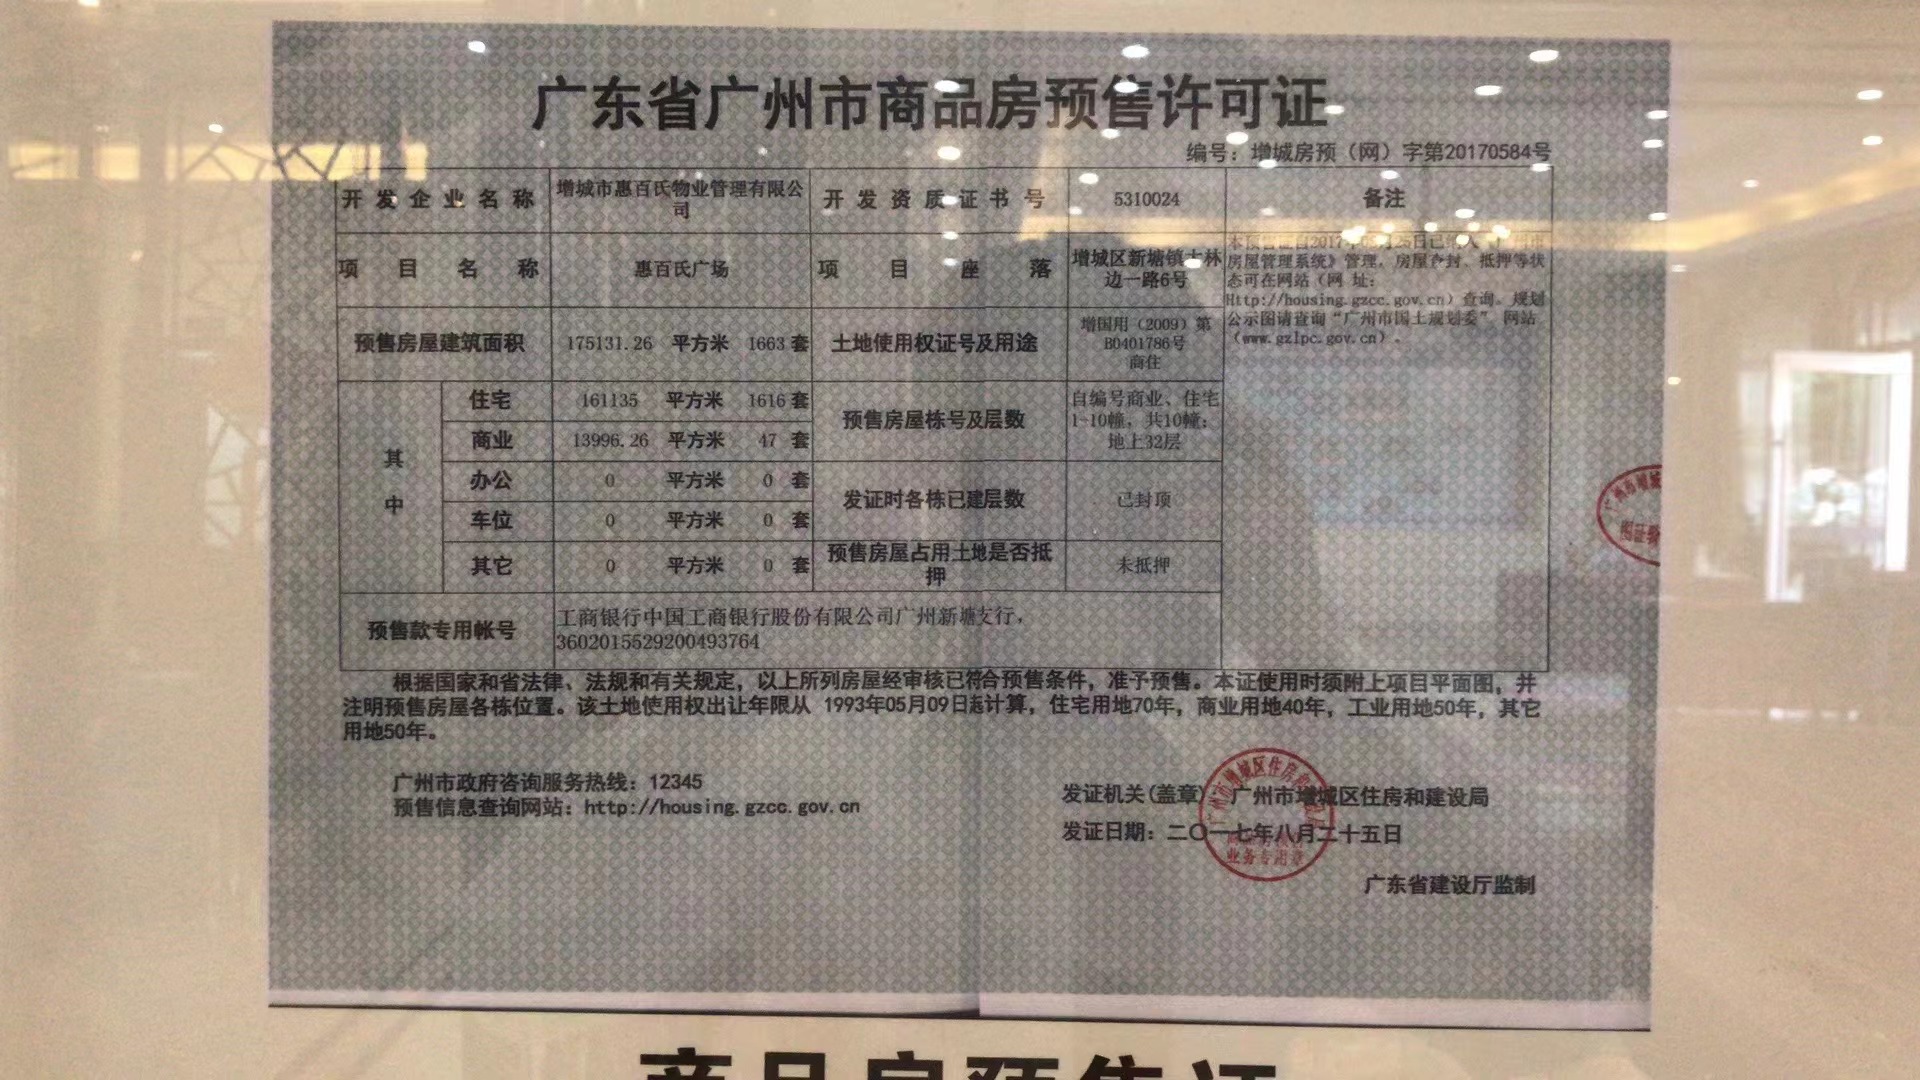 广东省广州市商品房预售许可证
编号：增城房预（网）字第20170584号
开发企业名称
增城市惠百氏物业管理有限公
司
开发资质证书号
5310024
备注
项目名称
惠百氏广场
项目座落
增城区新塘镇大林
边一路6号
房屋管理系统》管理，房屋查封、抵押等状
态可在网站（网 址：
Http://housing.gzcc.gov.cn）查询。规划
公示图请查询“广州市国土规划委”网站
（www.gzlpc.gov.cn）。
预售房屋建筑面积
175131.26 平方米 1663 套
土地使用权证号及用途
增国用（2009）第
B0401786号
商住
其中
住宅
161135 平方米 1616 套
商业
13996.26 平方米 47 套
办公
0 平方米 0 套
车位
0 平方米 0 套
其它
0 平方米 0 套
预售房屋栋号及层数
自编号商业、住宅
1-10幢，共10幢；
地上32层
发证时各栋已建层数
已封顶
预售房屋占用土地是否抵
押
未抵押
预售款专用帐号
工商银行中国工商银行股份有限公司广州新塘支行，
3602015529200493764
根据国家和省法律、法规和有关规定，以上所列房屋经审核已符合预售条件，准予预售。本证使用时须附上项目平面图，并
注明预售房屋各栋位置。该土地使用权出让年限从 1993年05月09日起计算，住宅用地70年，商业用地40年，工业用地50年，其它
用地50年。
广州市政府咨询服务热线：12345
预售信息查询网站：http://housing.gzcc.gov.cn
发证机关(盖章)：广州市增城区住房和建设局
发证日期：二〇一七年八月二十五日
业务专用章
广东省建设厅监制
商品房预售证